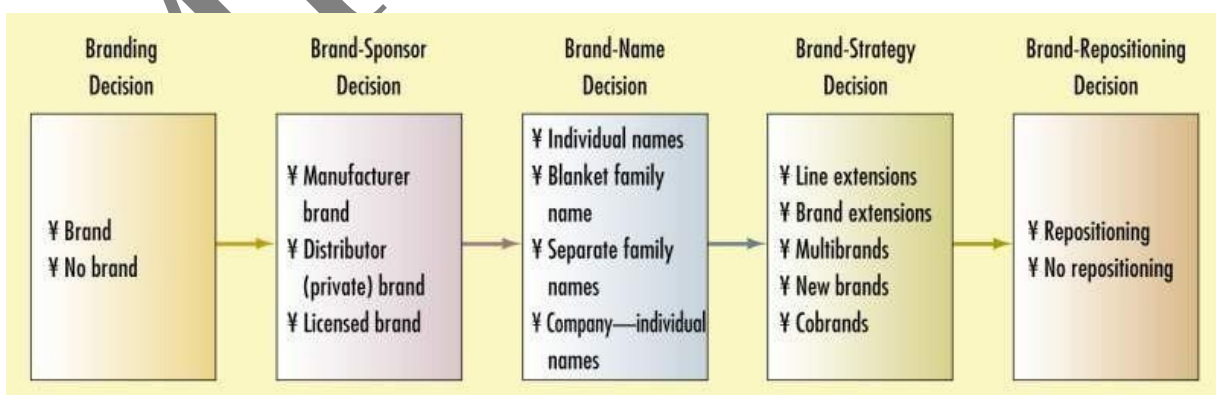 Branding
Decision
Brand-Sponsor
Decision
Brand-Name
Decision
Brand-Strategy
Decision
Brand-Repositioning
Decision
¥ Brand
¥ No brand
¥ Manufacturer
brand
¥ Distributor
(private) brand
¥ Licensed brand
¥ Individual names
¥ Blanket family
name
¥ Separate family
names
¥ Company—individual
names
¥ Line extensions
¥ Brand extensions
¥ Multibrands
¥ New brands
¥ Cobrands
¥ Repositioning
¥ No repositioning